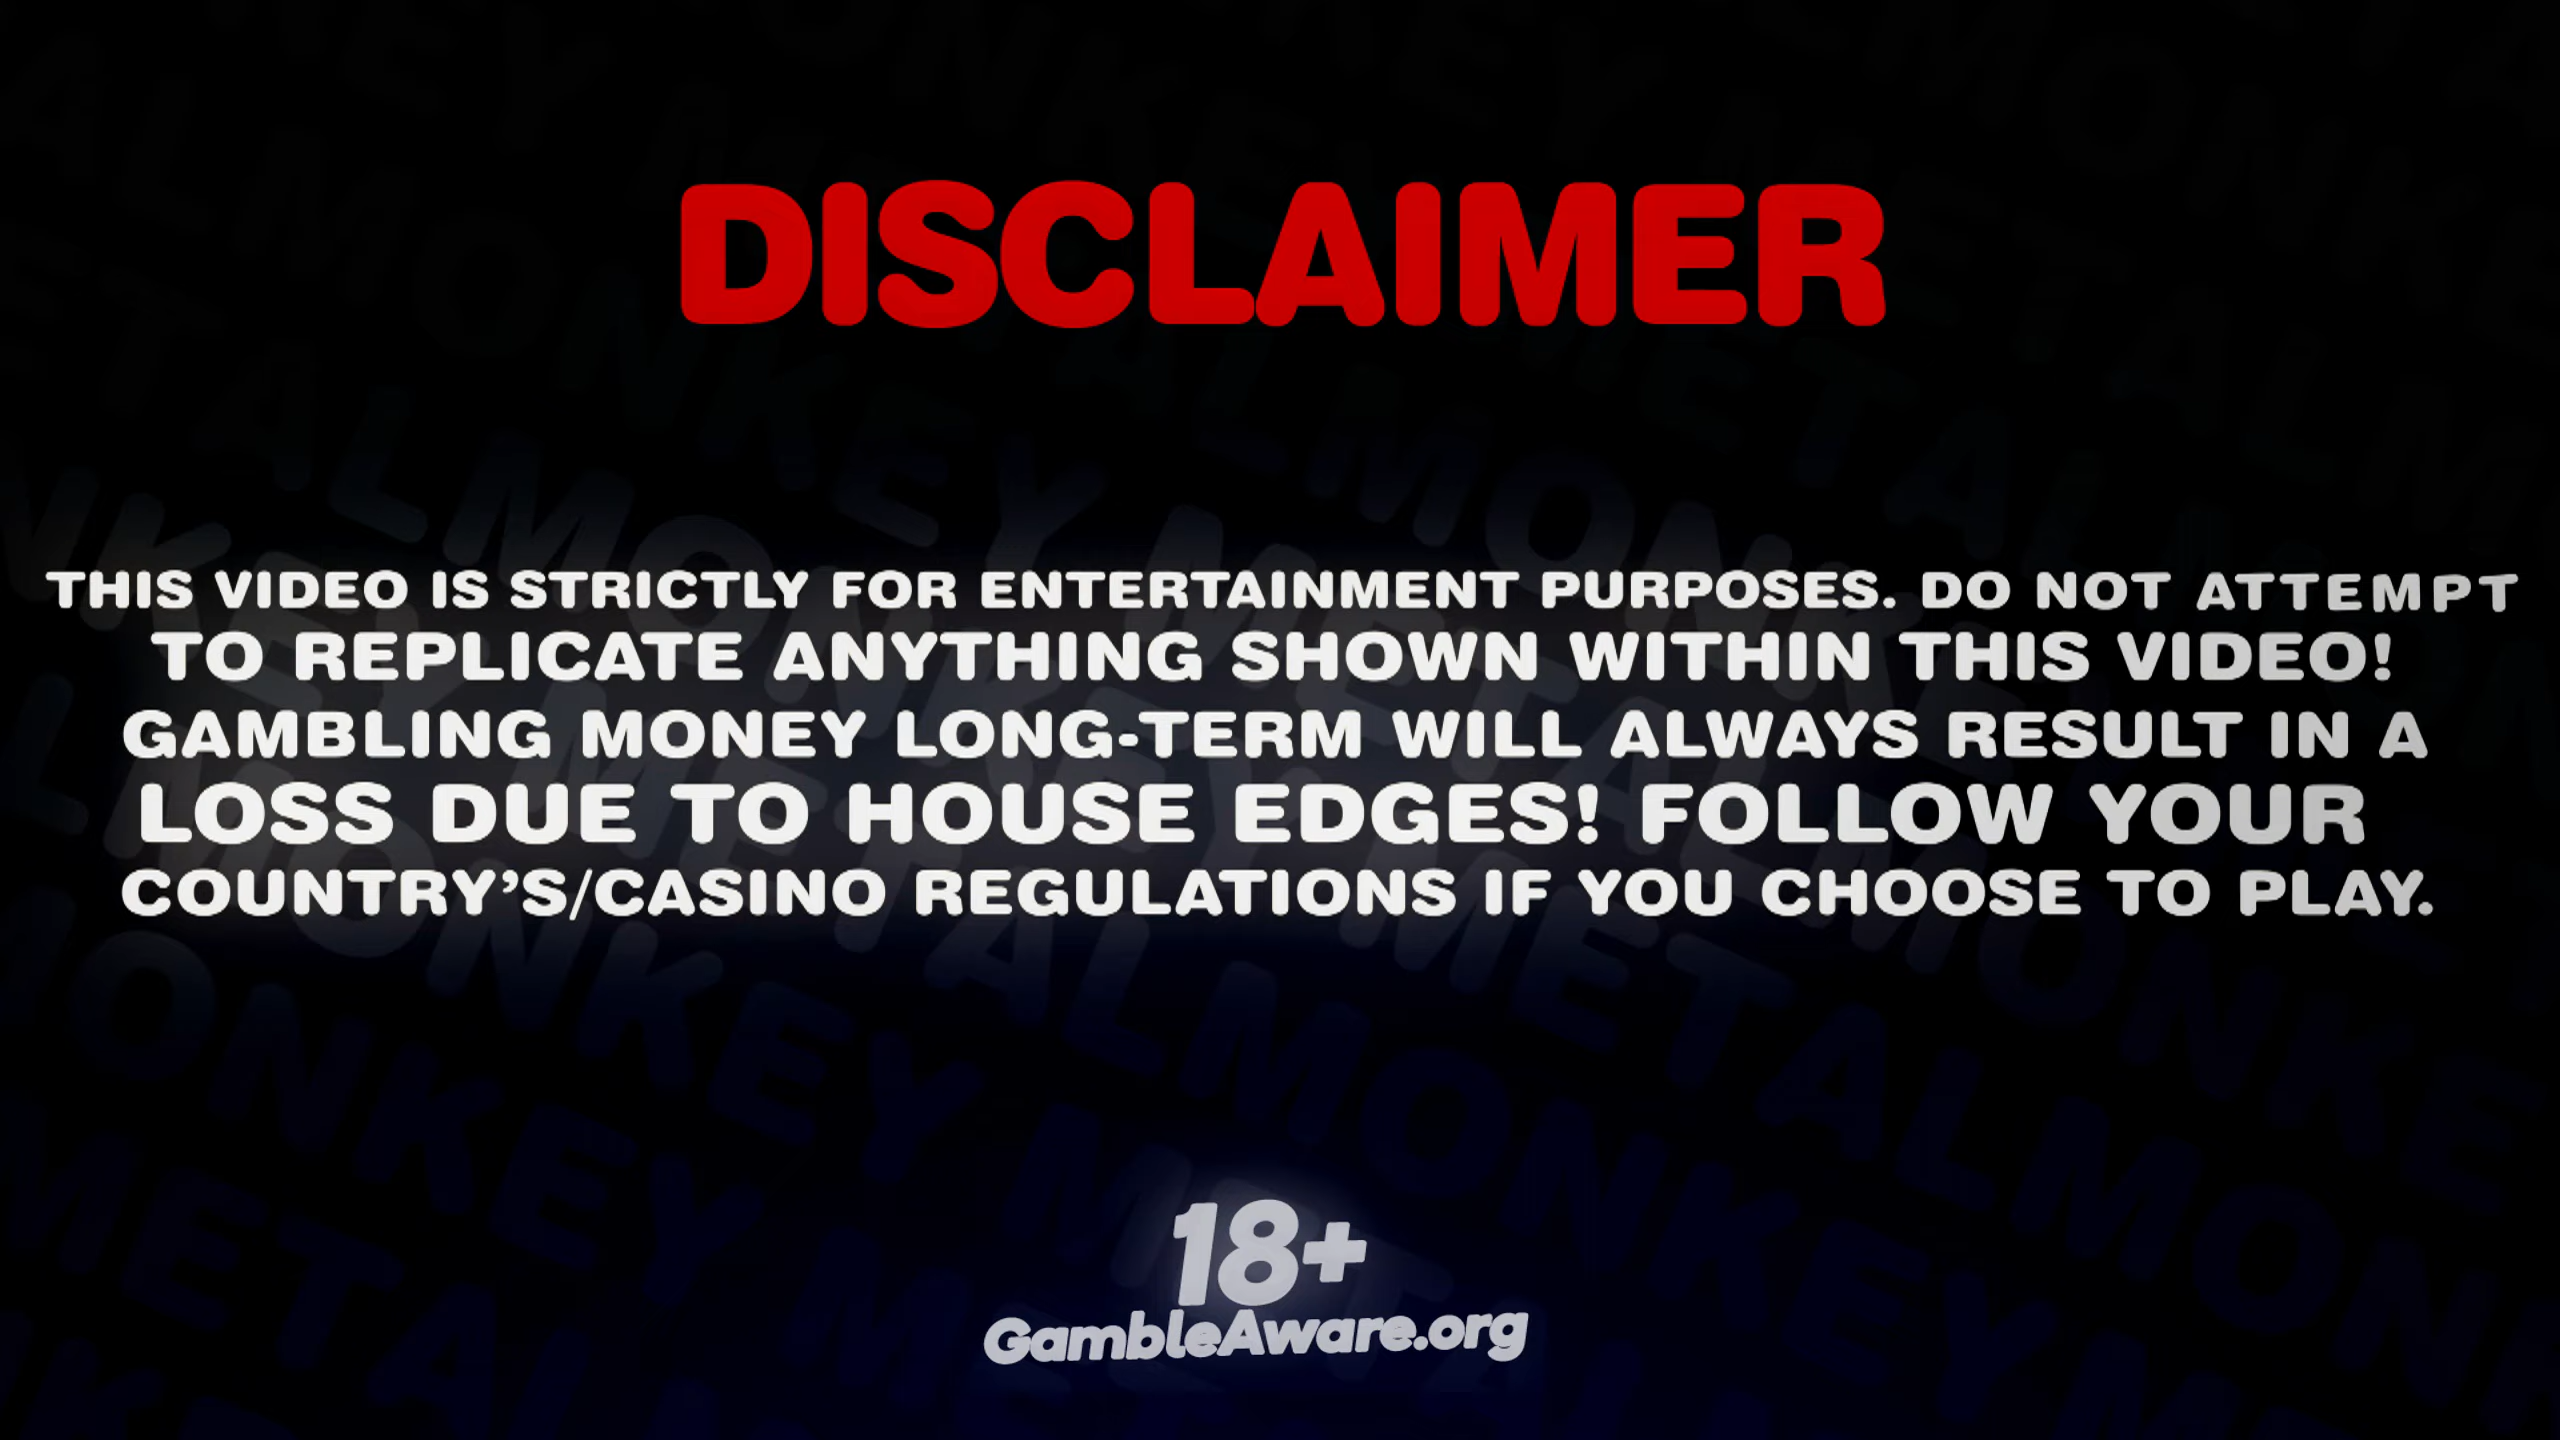 DISCLAIMER
THIS VIDEO IS STRICTLY FOR ENTERTAINMENT PURPOSES. DO NOT ATTEMPT
TO REPLICATE ANYTHING SHOWN WITHIN THIS VIDEO!
GAMBLING MONEY LONG-TERM WILL ALWAYS RESULT IN A
LOSS DUE TO HOUSE EDGES! FOLLOW YOUR
COUNTRY’S/CASINO REGULATIONS IF YOU CHOOSE TO PLAY.
18+
GambleAware.org